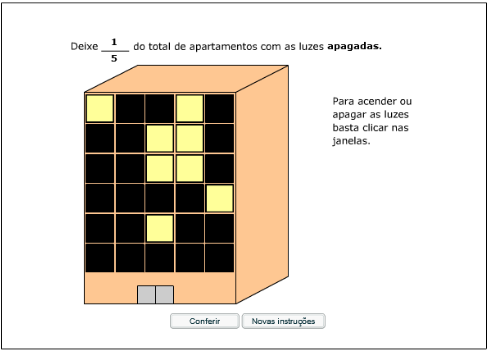 Deixe 1/5 do total de apartamentos com as luzes apagadas.
Para acender ou
apagar as luzes
basta clicar nas
janelas.
Conferir
Novas instruções